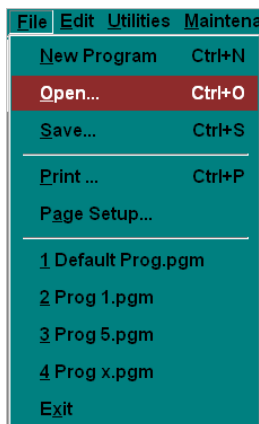 File Edit Utilities
New Program Ctrl+N
Open... Ctrl+O
Save... Ctrl+S
Print ... Ctrl+P
Page Setup...
1 Default Prog.pgm
2 Prog 1.pgm
3 Prog 5.pgm
4 Prog x.pgm
Exit